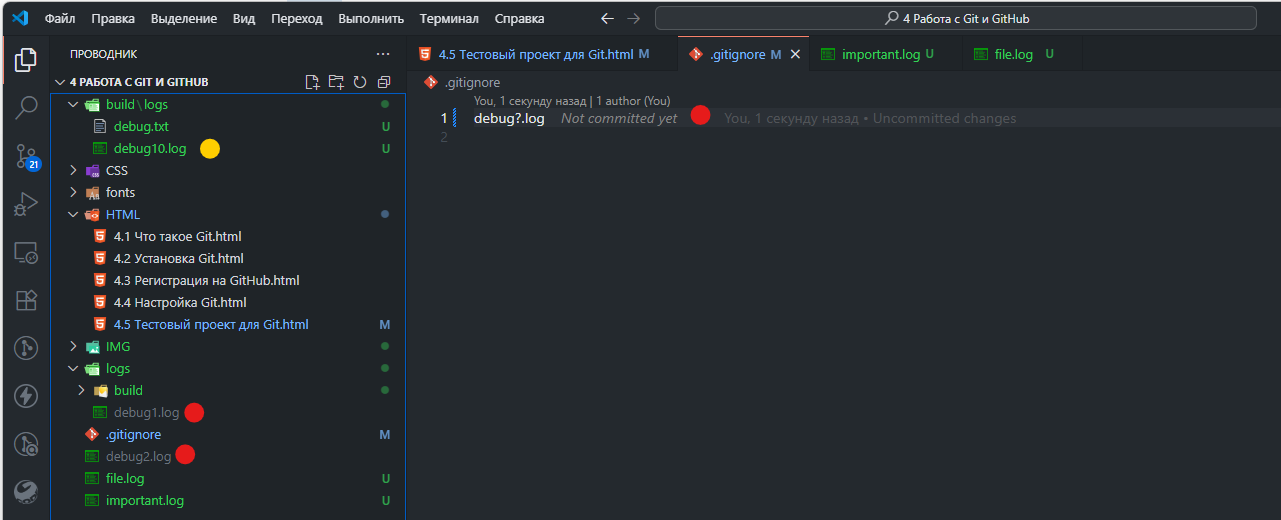 Файл Правка Выделение Вид Переход Выполнить Терминал Справка 4 Работа с Git и GitHub
ПРОВОДНИК
4 РАБОТА С GIT И GITHUB
build\logs
debug.txt U
debug10.log U
CSS
fonts
HTML
4.1 Что такое Git.html
4.2 Установка Git.html
4.3 Регистрация на GitHub.html
4.4 Настройка Git.html
4.5 Тестовый проект для Git.html M
IMG
logs
build
debug1.log
.gitignore M
debug2.log
file.log U
important.log U
21
4.5 Тестовый проект для Git.html M .gitignore M important.log U file.log U
.gitignore
You, 1 секунду назад | 1 author (You)
1 debug?.log Not committed yet You, 1 секунду назад • Uncommitted changes
2